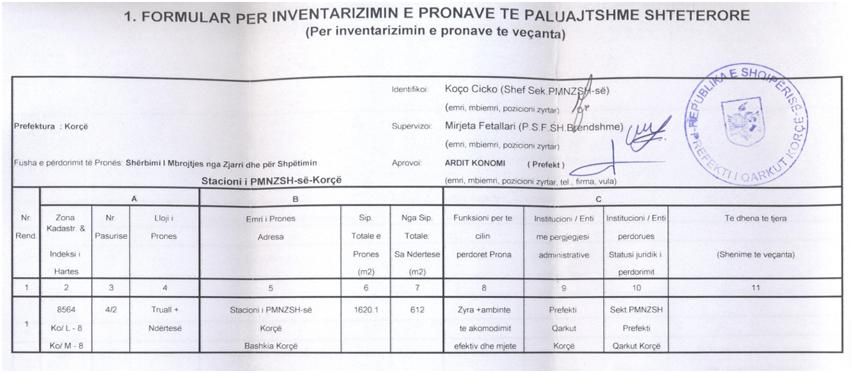 1. FORMULAR PER INVENTARIZIMIN E PRONAVE TE PALUAJTSHME SHTETERORE
(Per inventarizimin e pronave te veçanta)
Identifikoi: Koço Cicko (Shef Sek.PMNZSH-së)
(emri, mbiemri, pozicioni zyrtar)
Prefektura : Korçë
Supervizoi: Mirjeta Fetallari (P.S.F.SH.Brendshme)
(emri, mbiemri, pozicioni zyrtar)
Fusha e përdorimit të Pronës: Shërbimi I Mbrojtjes nga Zjarri dhe për Shpëtimin
Aprovoi: ARDIT KONOMI ( Prefekt )
Stacioni i PMNZSH-së-Korçë
(emri, mbiemri, pozicioni zyrtar, tel., firma, vula)
REPUBLIKA E SHQIPËRISË
PREFEKTI I QARKUT KORÇË
A B C
Nr. Rend.
Zona Kadastr. & Indeksi i Hartes
Nr. Pasurise
Lloji i Prones
Emri i Prones Adresa
Sip. Totale e Prones (m2)
Nga Sip. Totale: Sa Ndertese (m2)
Funksioni per te cilin perdoret Prona
Institucioni / Enti me pergjegjesi administrative
Institucioni / Enti perdorues Statusi juridik i perdorimit
Te dhena te tjera (Shenime te veçanta)
1 2 3 4 5 6 7 8 9 10 11
1
8564 Ko/ L - 8 Ko/ M - 8
4/2
Truall + Ndërtesë
Stacioni i PMNZSH-së Korçë Bashkia Korçë
1620.1
612
Zyra +ambinte te akomodimit efektiv dhe mjete
Prefekti Qarkut Korçë
Sekt PMNZSH Prefekti Qarkut Korçë